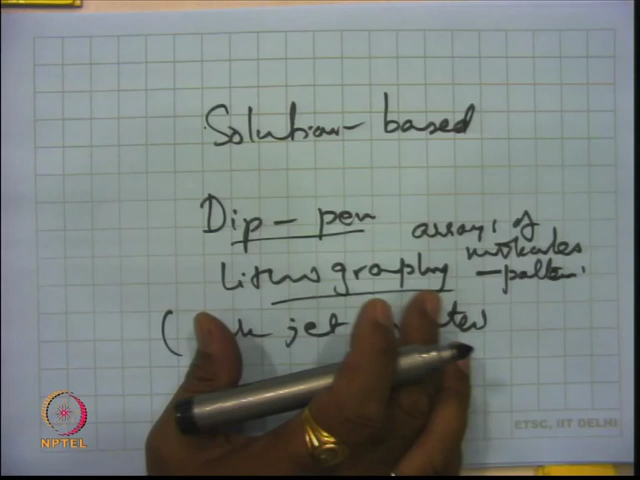 Solution-based
Dip-pen arrays of
molecules
Lithography -pattern
( jet
NPTEL
ETSC, IIT DELHI